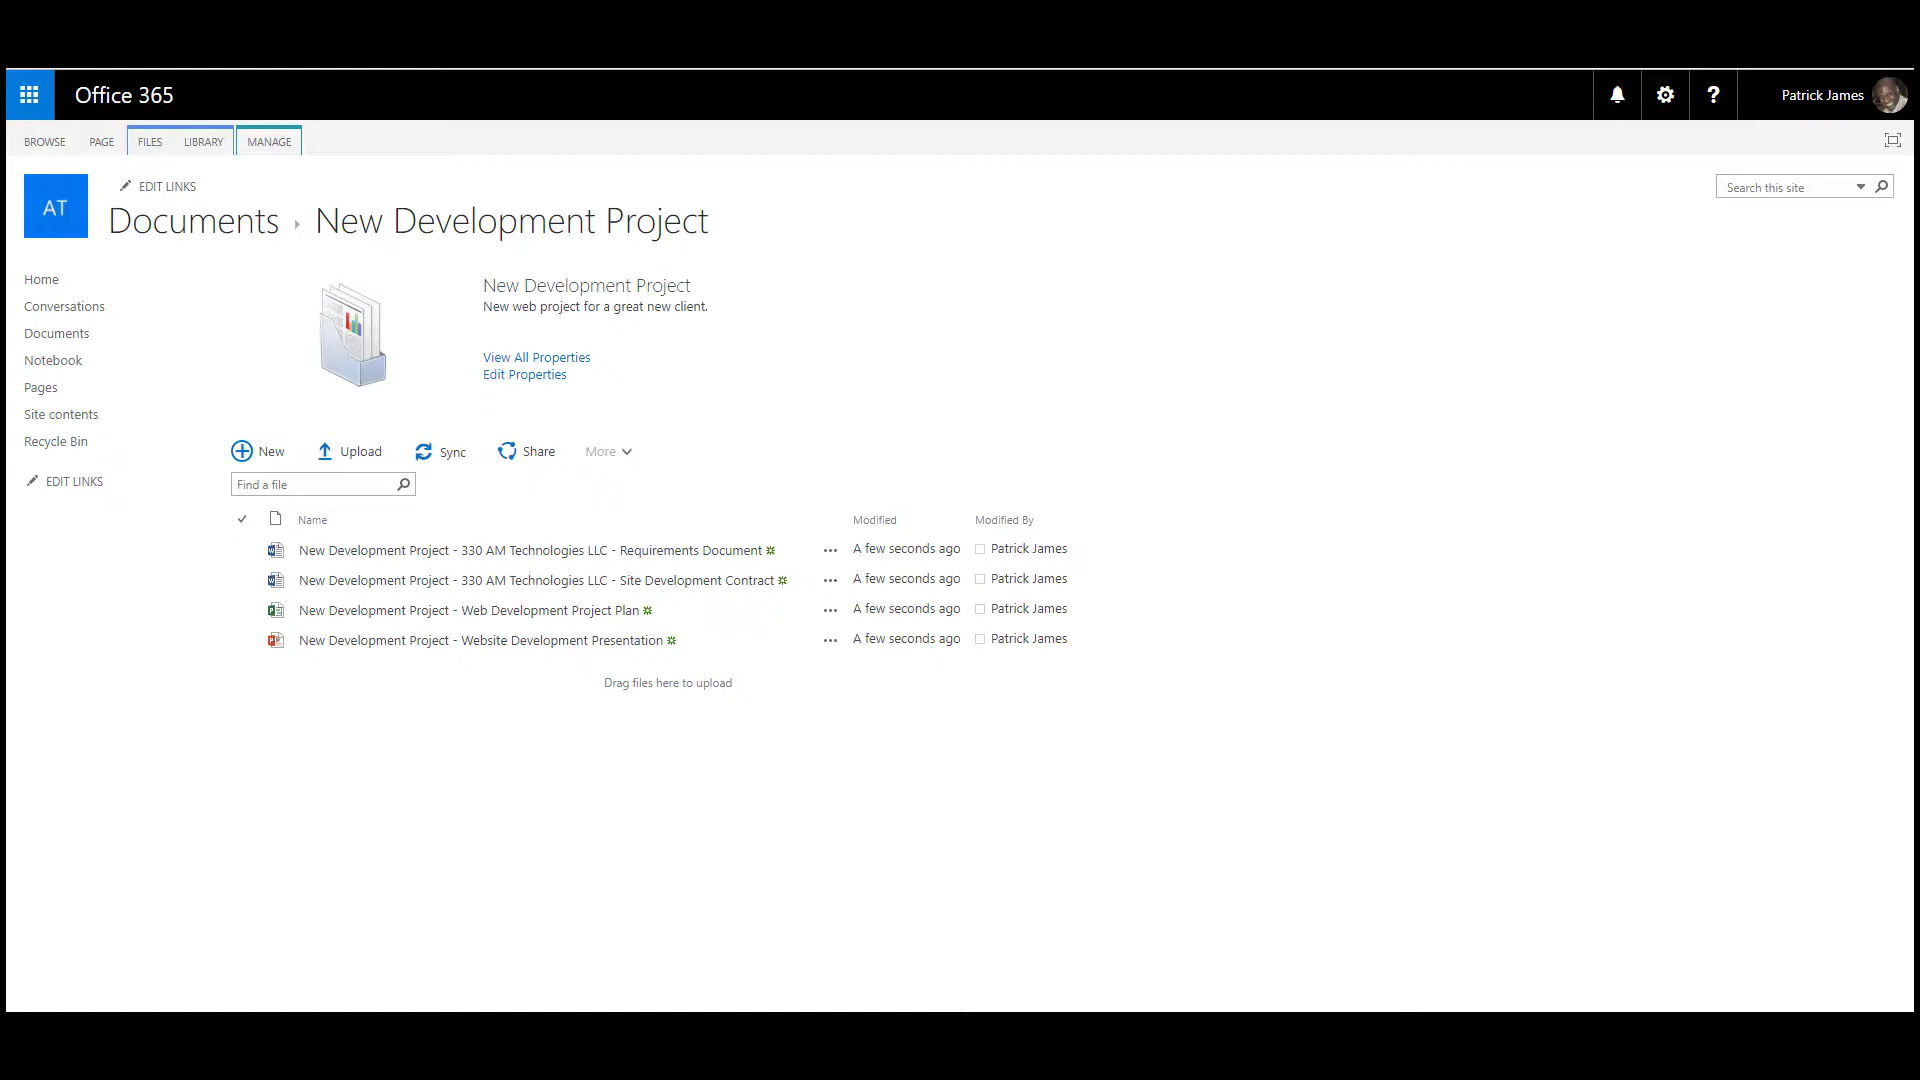 Office 365
Patrick James
BROWSE PAGE FILES LIBRARY MANAGE
AT
EDIT LINKS
Search this site
Documents New Development Project
Home
Conversations
Documents
Notebook
Pages
Site contents
Recycle Bin
EDIT LINKS
New Development Project
New web project for a great new client.
View All Properties
Edit Properties
New Upload Sync Share More
Find a file
Name Modified Modified By
New Development Project - 330 AM Technologies LLC - Requirements Document ... A few seconds ago Patrick James
New Development Project - 330 AM Technologies LLC - Site Development Contract ... A few seconds ago Patrick James
New Development Project - Web Development Project Plan ... A few seconds ago Patrick James
New Development Project - Website Development Presentation ... A few seconds ago Patrick James
Drag files here to upload